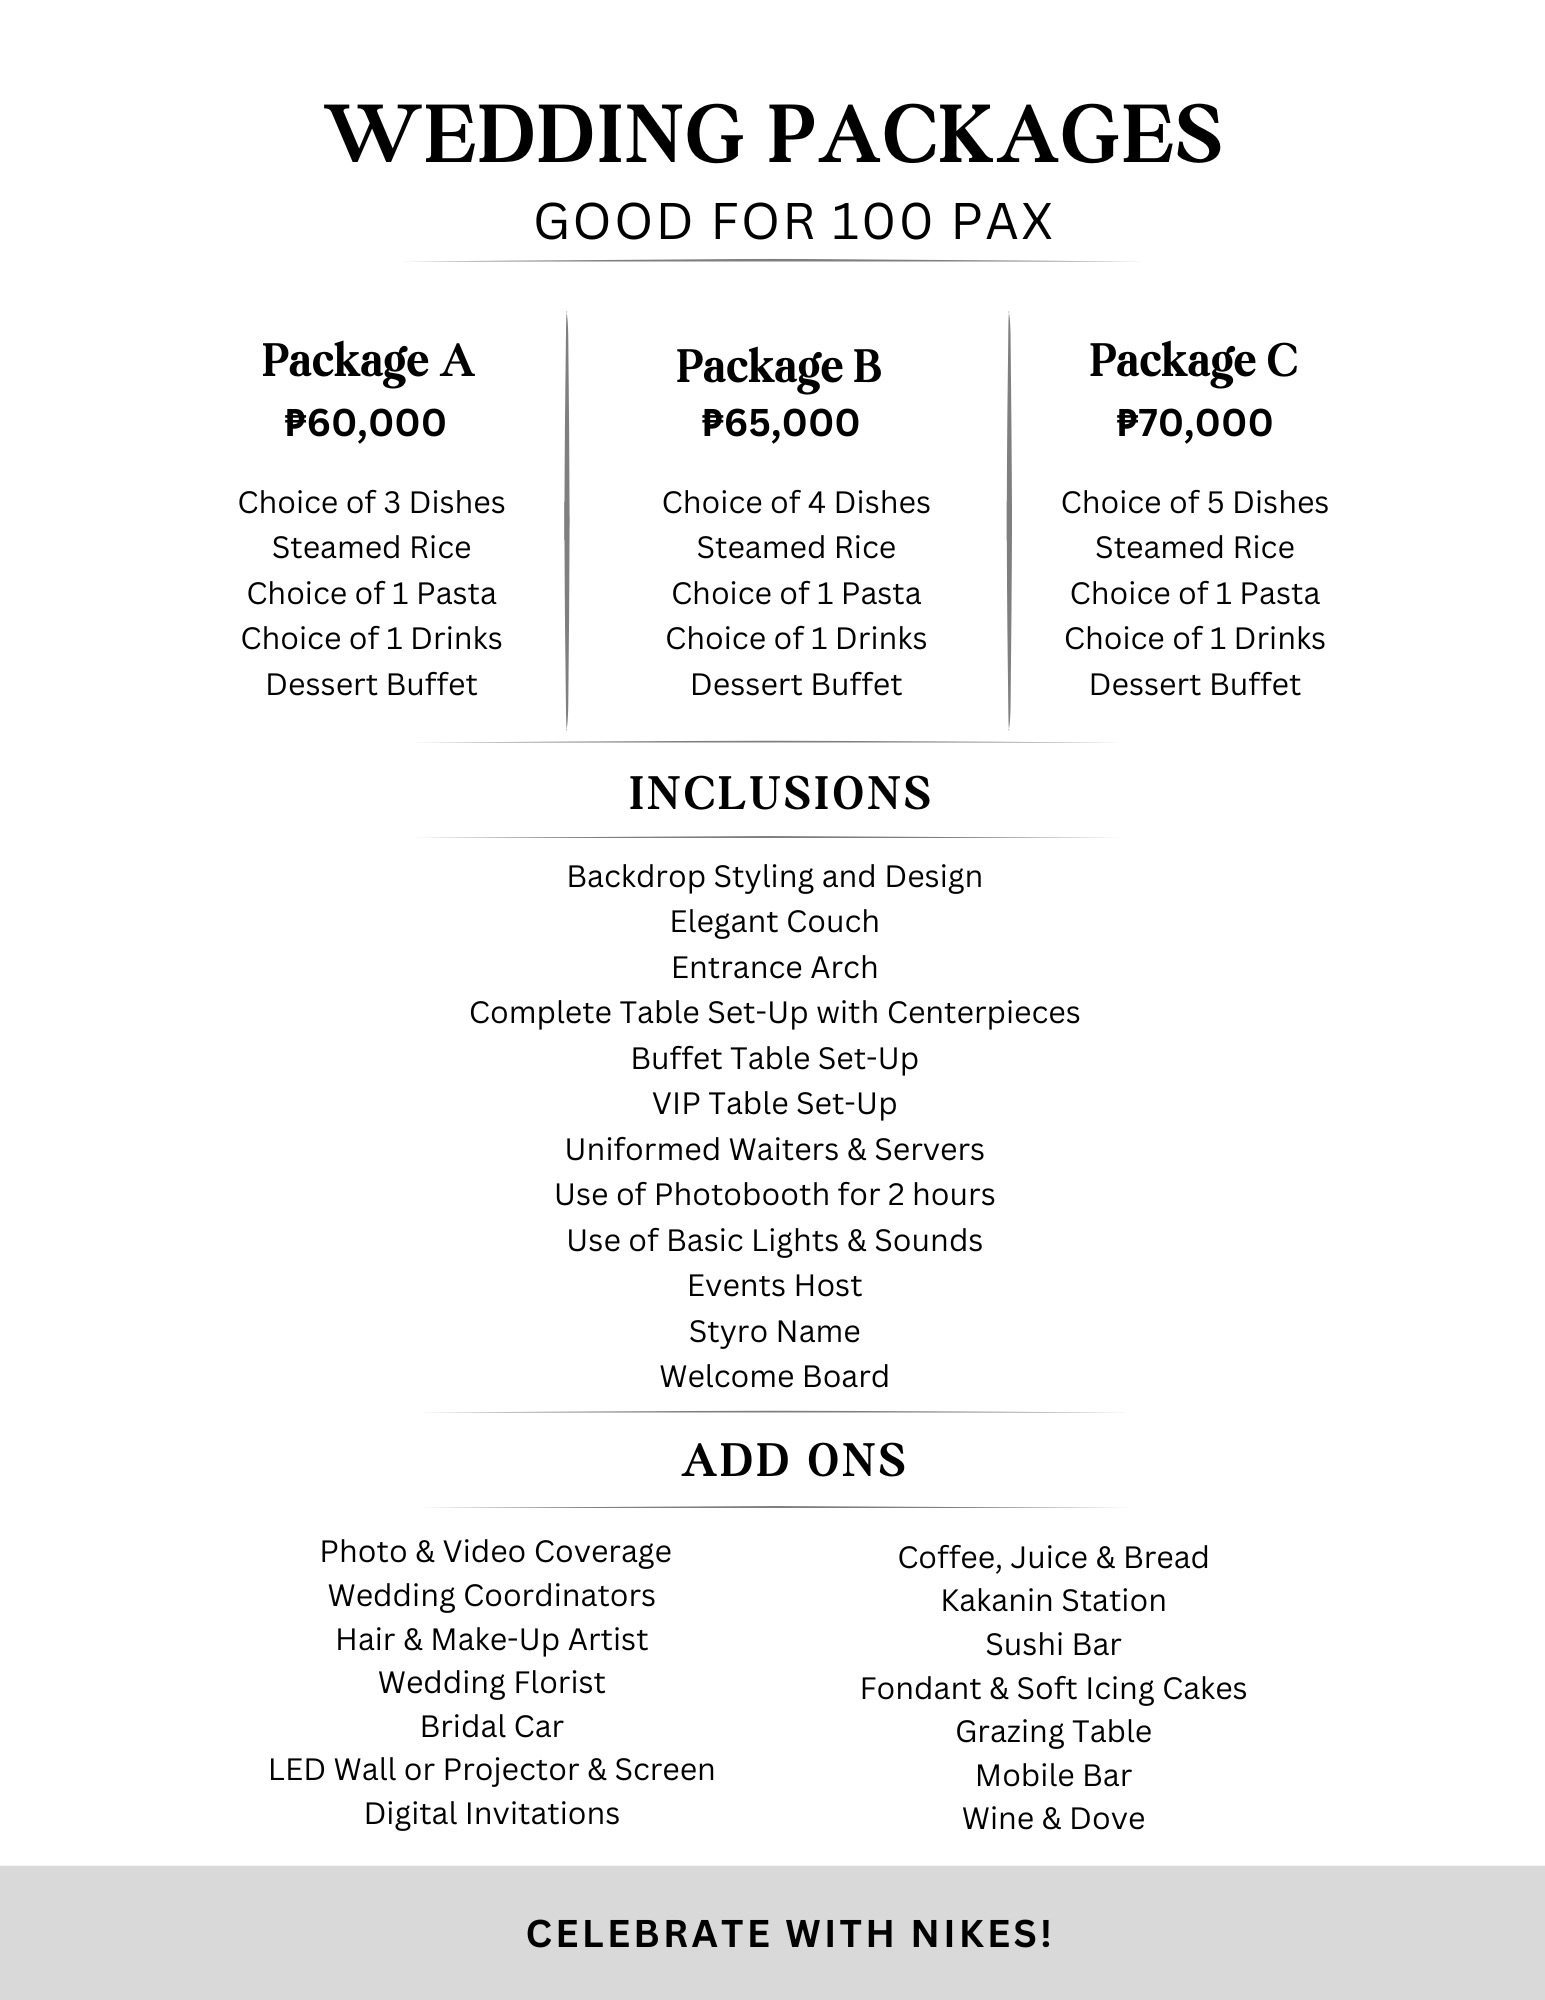 WEDDING PACKAGES
GOOD FOR 100 PAX
Package A
₱60,000
Choice of 3 Dishes
Steamed Rice
Choice of 1 Pasta
Choice of 1 Drinks
Dessert Buffet
Package B
₱65,000
Choice of 4 Dishes
Steamed Rice
Choice of 1 Pasta
Choice of 1 Drinks
Dessert Buffet
Package C
₱70,000
Choice of 5 Dishes
Steamed Rice
Choice of 1 Pasta
Choice of 1 Drinks
Dessert Buffet
INCLUSIONS
Backdrop Styling and Design
Elegant Couch
Entrance Arch
Complete Table Set-Up with Centerpieces
Buffet Table Set-Up
VIP Table Set-Up
Uniformed Waiters & Servers
Use of Photobooth for 2 hours
Use of Basic Lights & Sounds
Events Host
Styro Name
Welcome Board
ADD ONS
Photo & Video Coverage
Wedding Coordinators
Hair & Make-Up Artist
Wedding Florist
Bridal Car
LED Wall or Projector & Screen
Digital Invitations
Coffee, Juice & Bread
Kakanin Station
Sushi Bar
Fondant & Soft Icing Cakes
Grazing Table
Mobile Bar
Wine & Dove
CELEBRATE WITH NIKES!